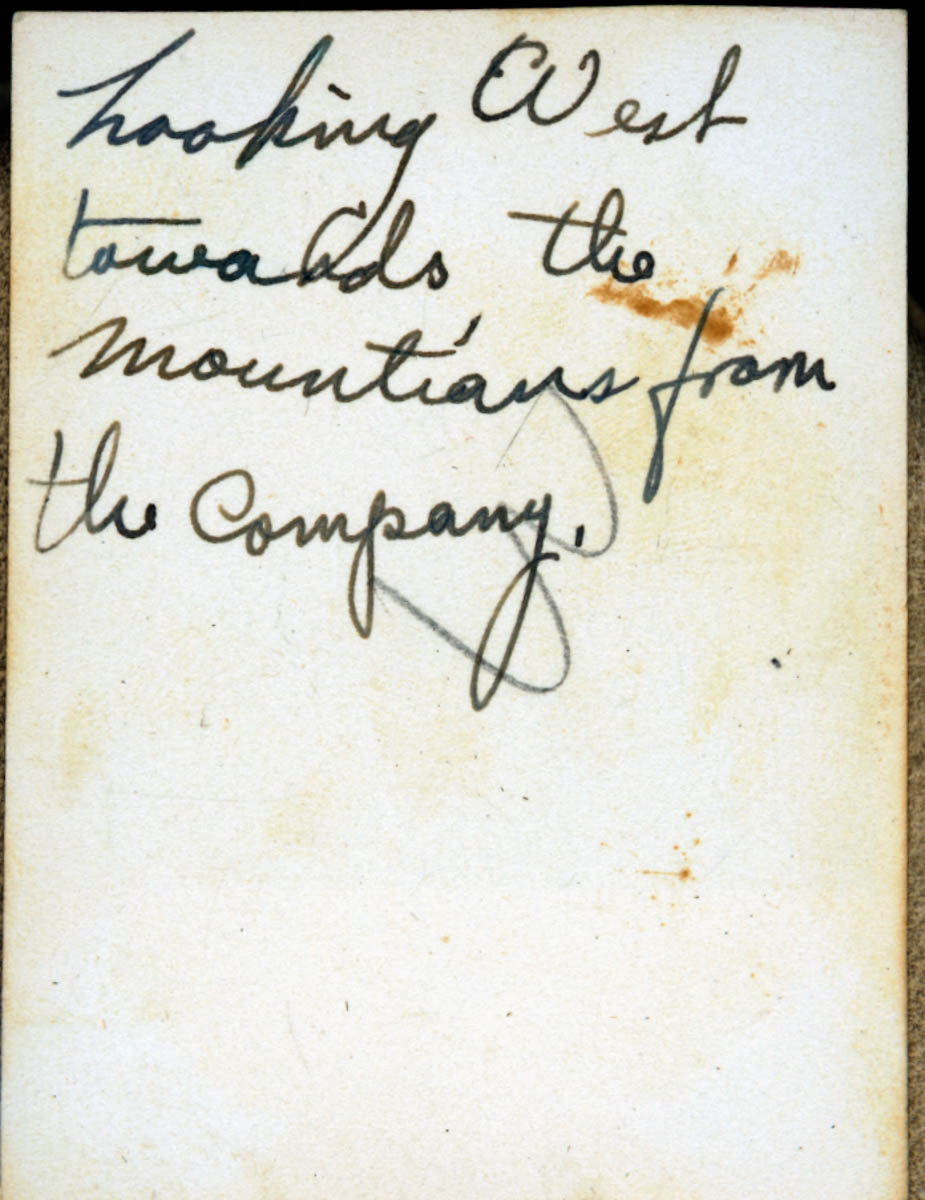 Looking West
towards the
mountians from
the Company.